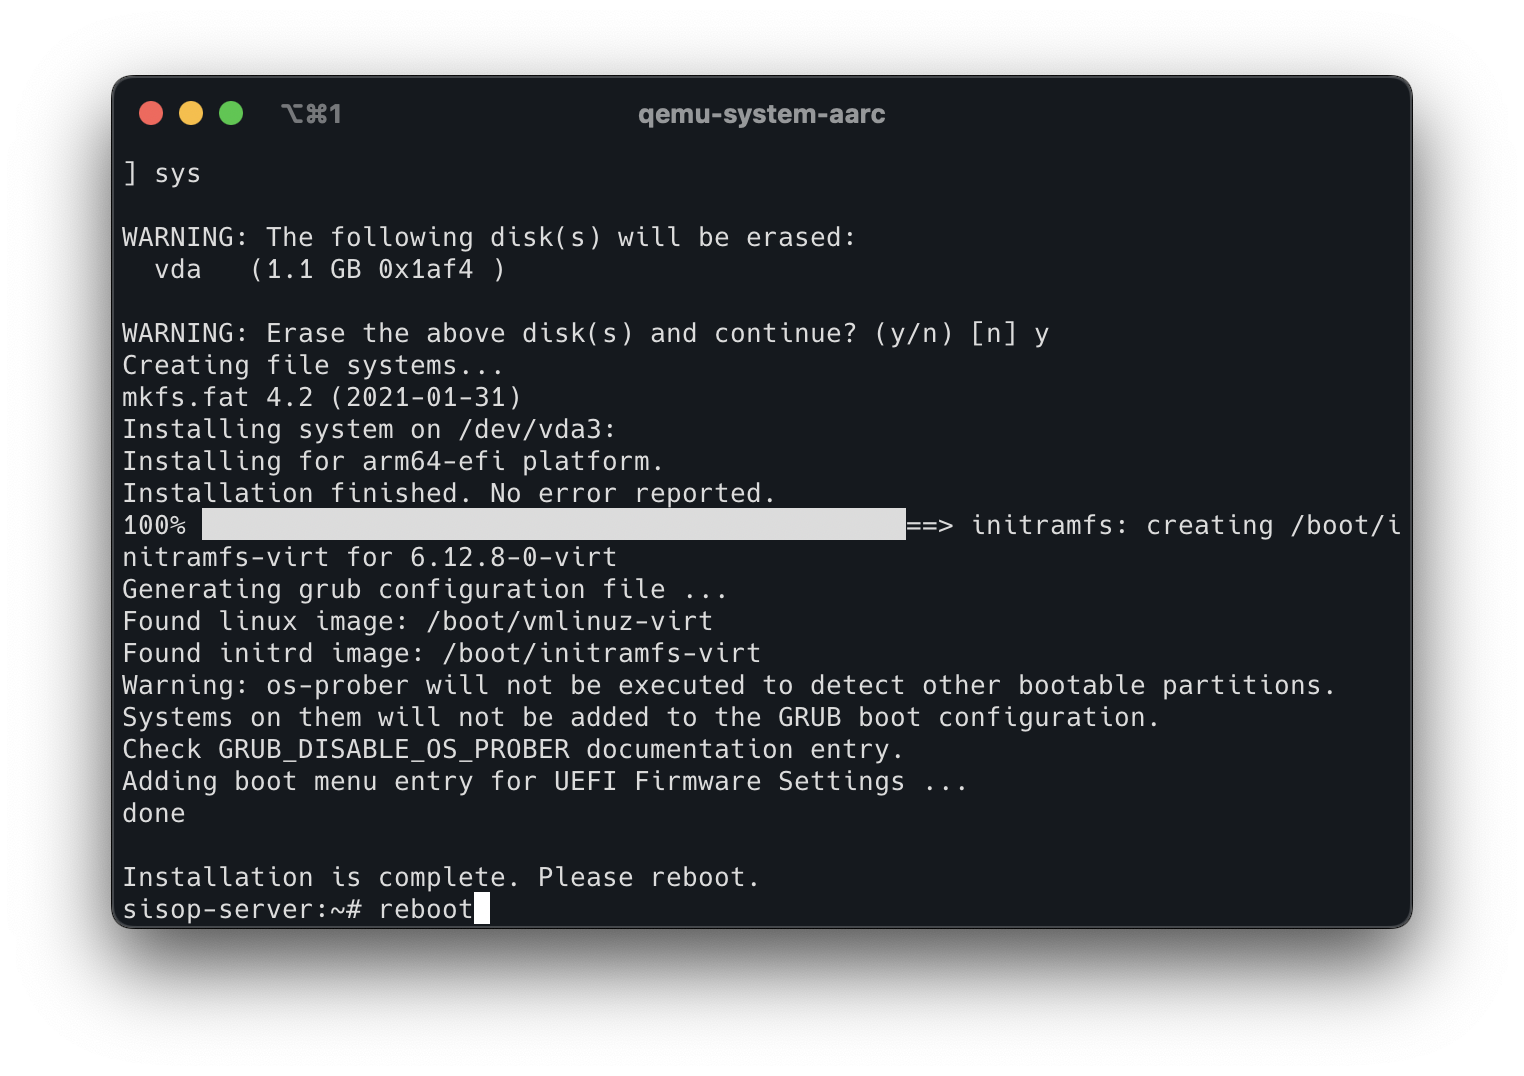 ⌥⌘1 qemu-system-aarc
] sys
WARNING: The following disk(s) will be erased:
  vda   (1.1 GB 0x1af4 )
WARNING: Erase the above disk(s) and continue? (y/n) [n] y
Creating file systems...
mkfs.fat 4.2 (2021-01-31)
Installing system on /dev/vda3:
Installing for arm64-efi platform.
Installation finished. No error reported.
100% ==> initramfs: creating /boot/i
nitramfs-virt for 6.12.8-0-virt
Generating grub configuration file ...
Found linux image: /boot/vmlinuz-virt
Found initrd image: /boot/initramfs-virt
Warning: os-prober will not be executed to detect other bootable partitions.
Systems on them will not be added to the GRUB boot configuration.
Check GRUB_DISABLE_OS_PROBER documentation entry.
Adding boot menu entry for UEFI Firmware Settings ...
done
Installation is complete. Please reboot.
sisop-server:~# reboot